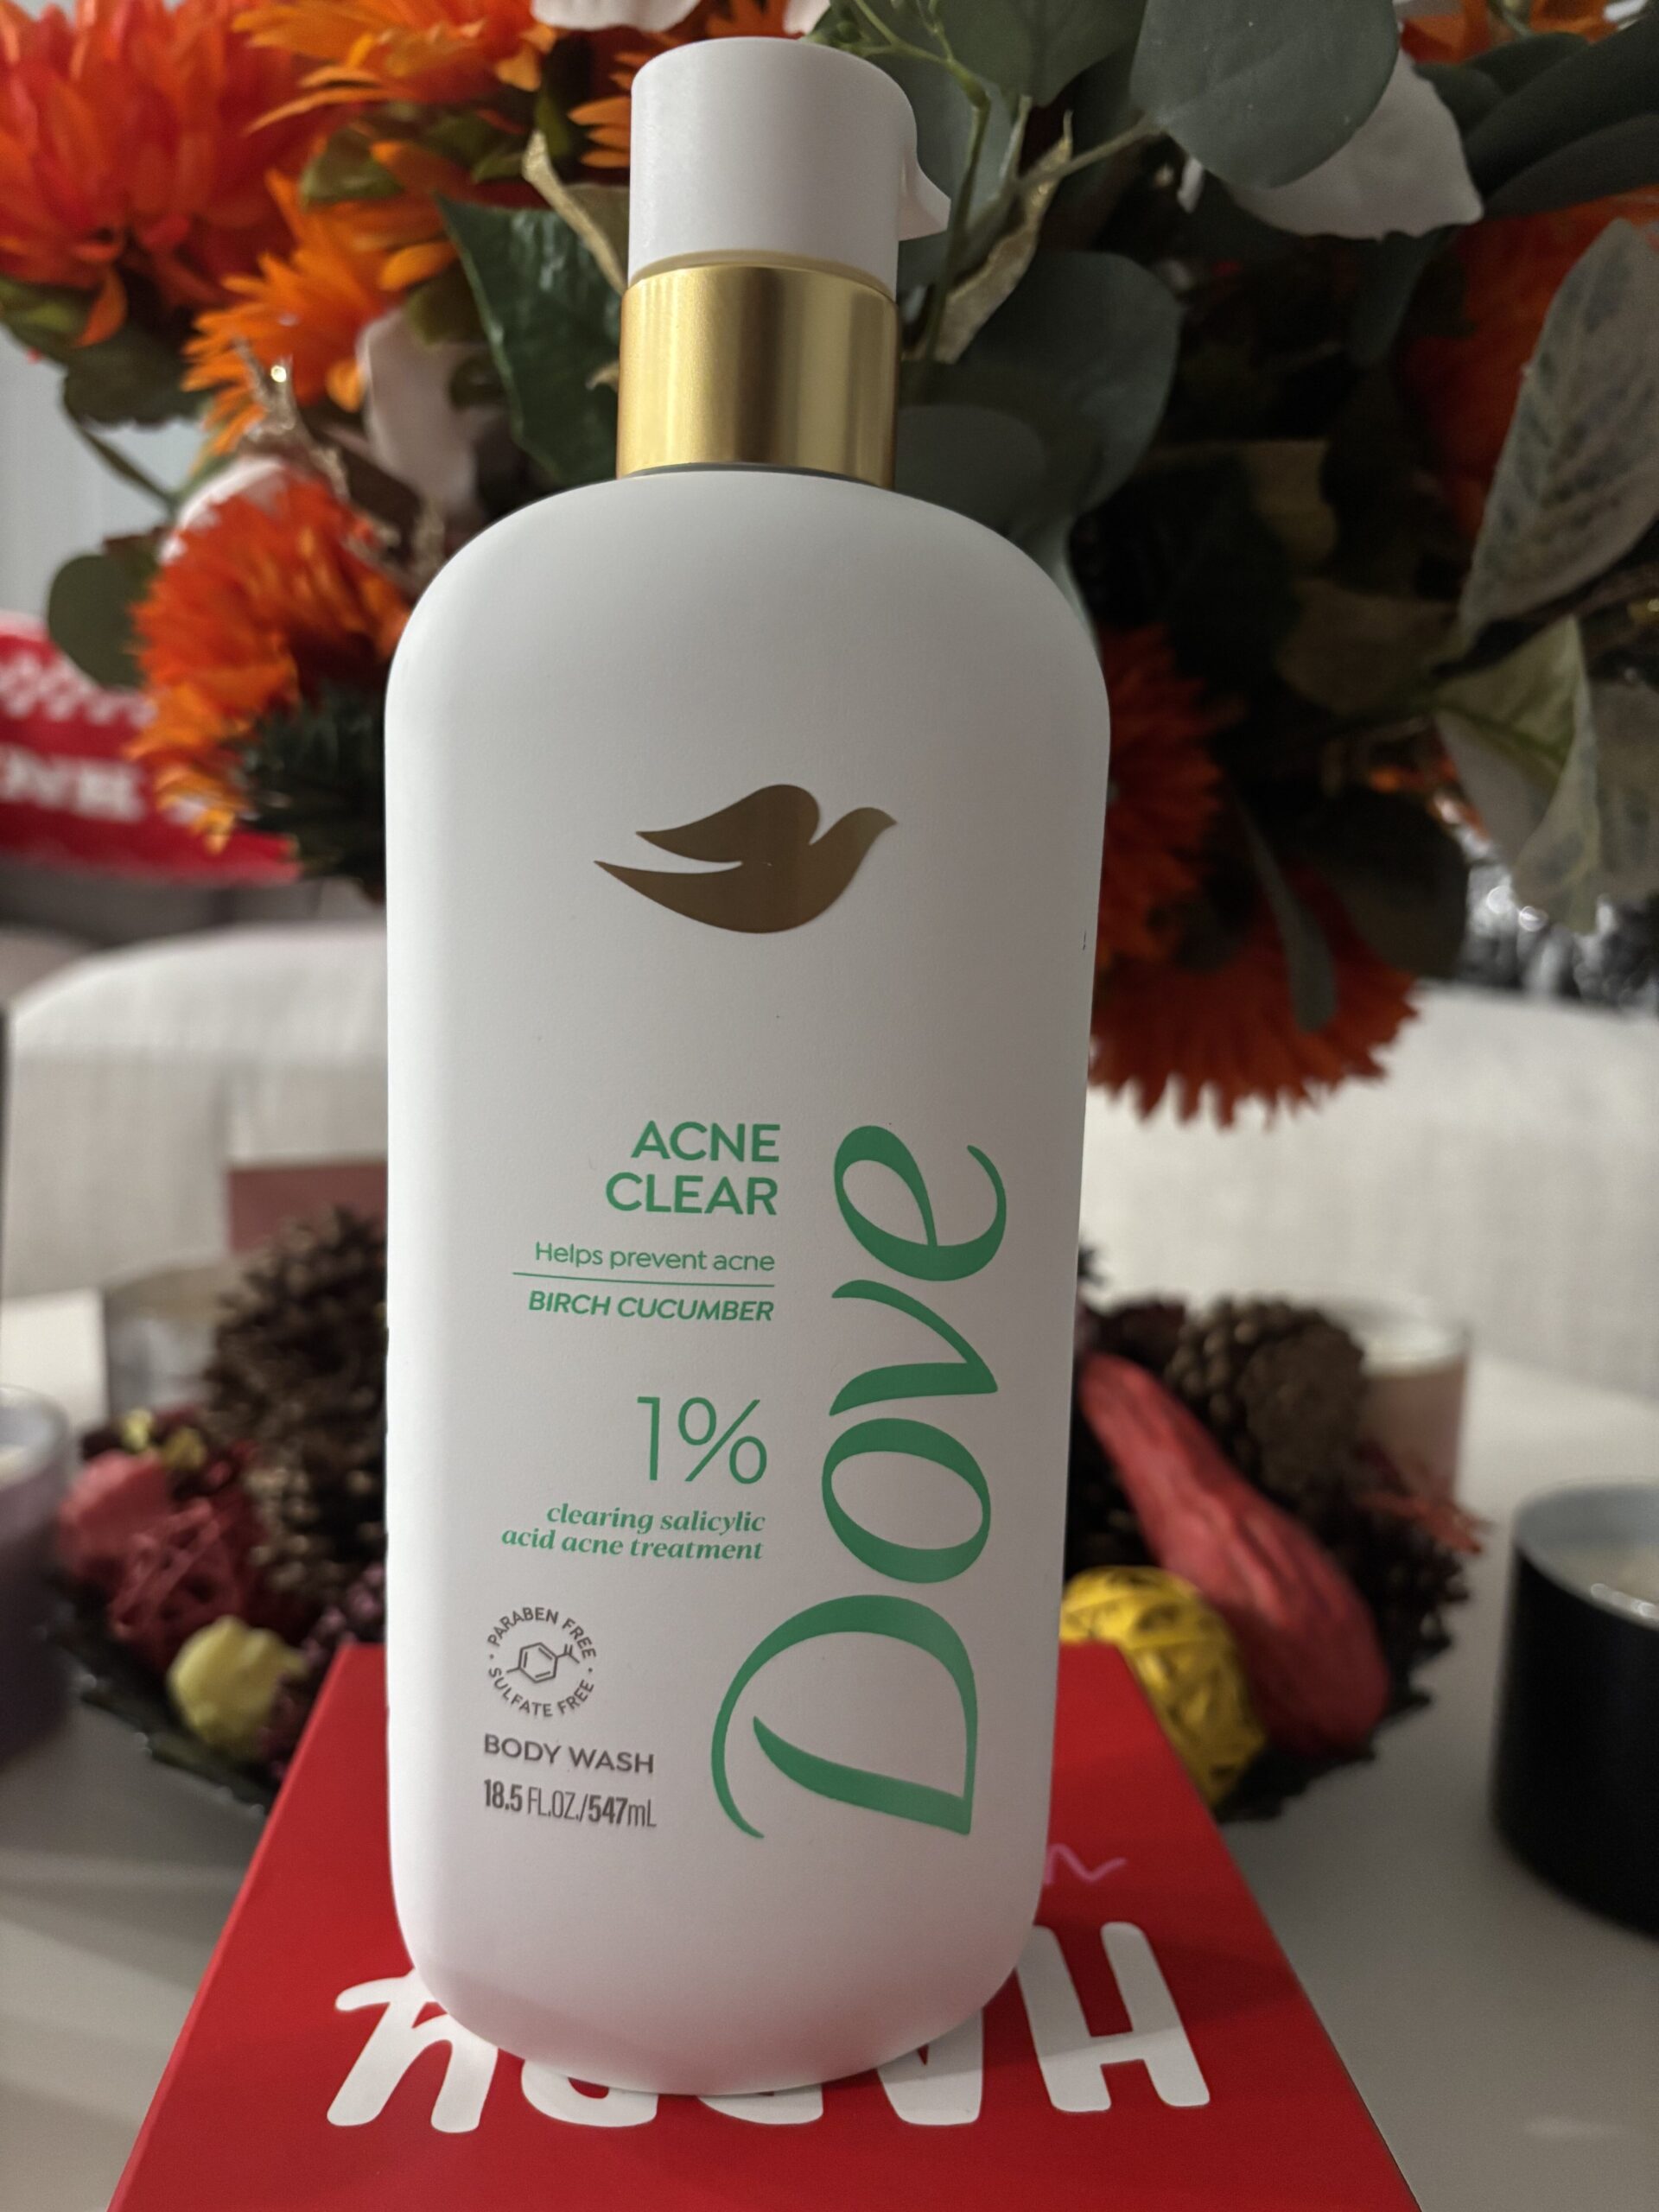 ACNE
CLEAR
Helps prevent acne
BIRCH CUCUMBER
1%
clearing salicylic
acid acne treatment
PARABEN FREE
SULFATE FREE
BODY WASH
18.5 FL.OZ./547mL
Dove